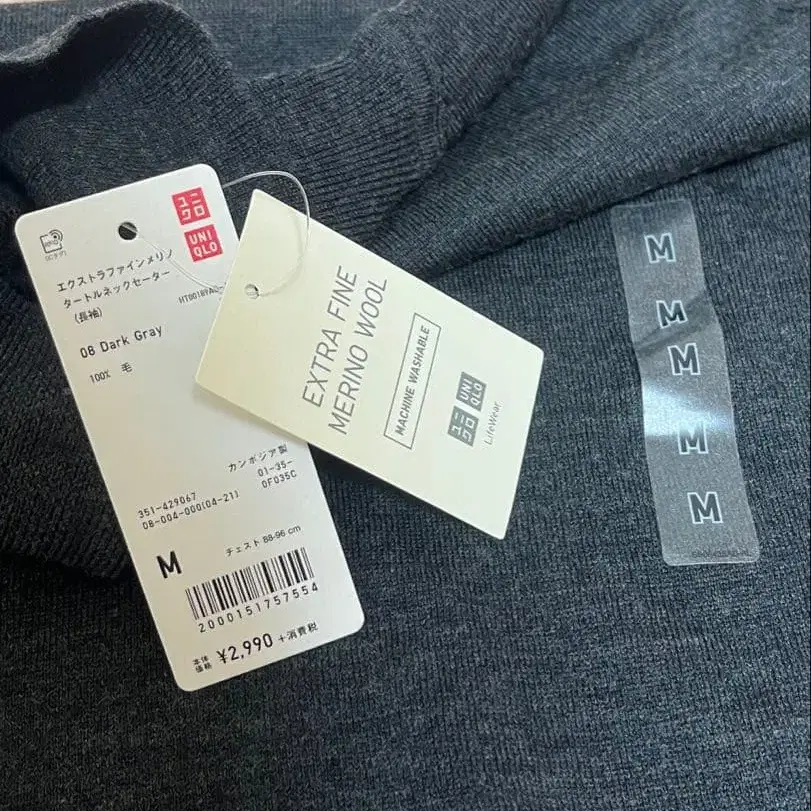 ユニ
クロ
UNI
QLO
エクストラファインメリノ
タートルネックセーター
(長袖)
08 Dark Gray
100% 毛
カンボジア製
01-35-
0F035C
351-429067
08-004-000(04-21)
M
チェスト 88-96 cm
2000151757554
本体
価格
¥2,990 +消費税
EXTRA FINE
MERINO WOOL
MACHINE WASHABLE
ユニ
クロ
UNI
QLO
LifeWear
M
M
M
M
M